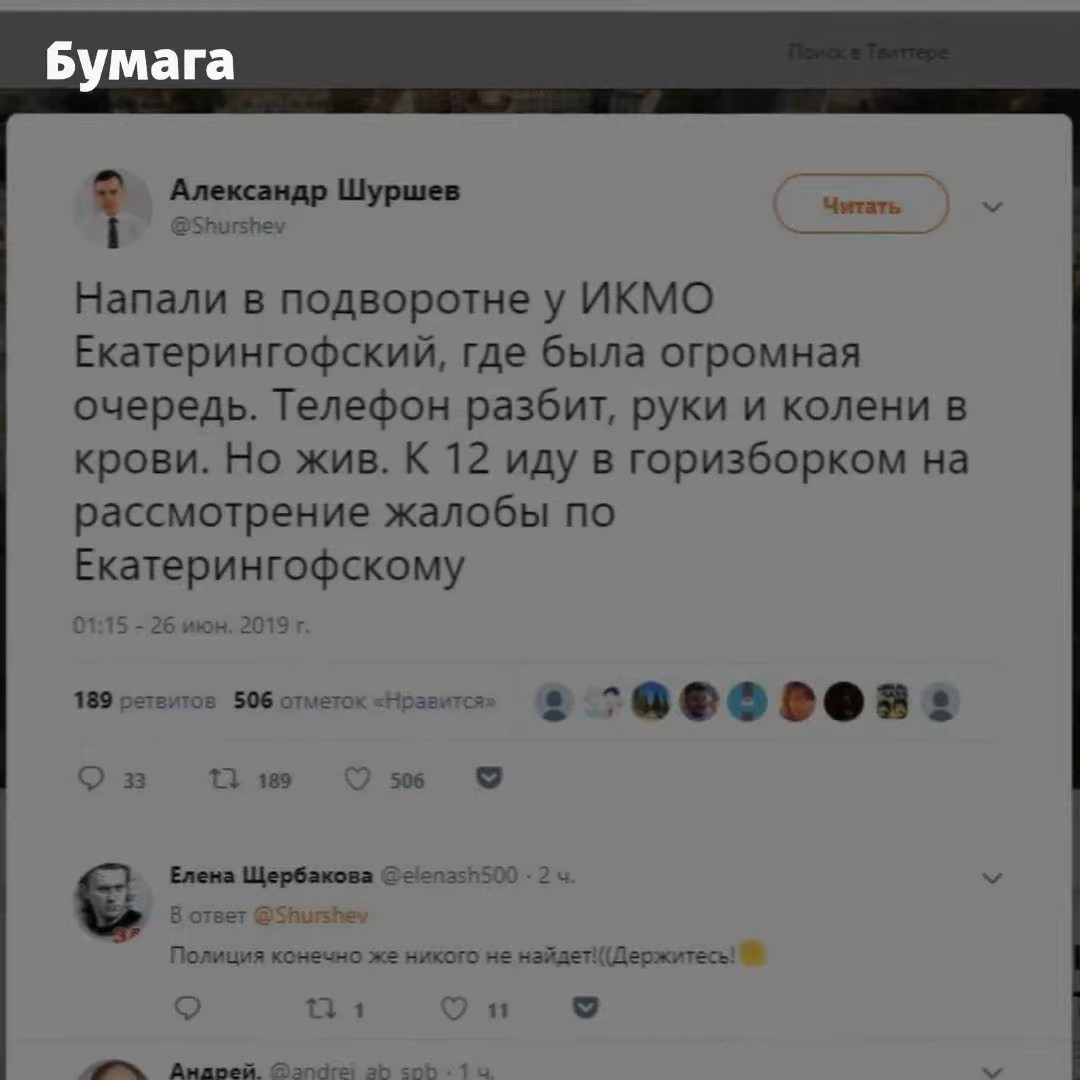 Бумага
Поиск в Твиттере
Александр Шуршев
@Shurshev
Читать
Напали в подворотне у ИКМО
Екатерингофский, где была огромная
очередь. Телефон разбит, руки и колени в
крови. Но жив. К 12 иду в горизборком на
рассмотрение жалобы по
Екатерингофскому
01:15 - 26 июн. 2019 г.
189 ретвитов 506 отметок «Нравится»
33 189 506
Елена Щербакова @elenash500 · 2 ч.
В ответ @Shurshev
Полиция конечно же никого не найдет!((Держитесь!
1 11
Андрей. @andrei_ab_spb · 1 ч.